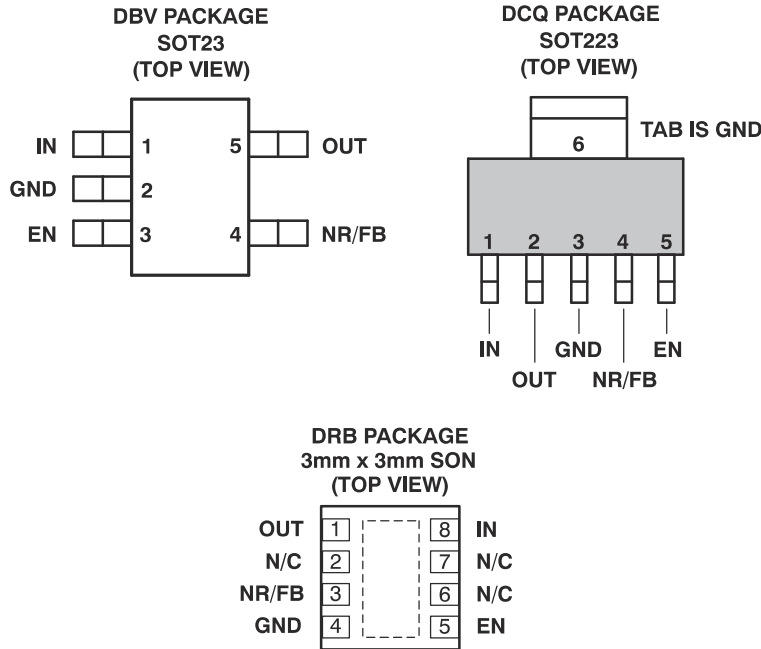 DBV PACKAGE
SOT23
(TOP VIEW)
IN 1 5 OUT
GND 2
EN 3 4 NR/FB
DCQ PACKAGE
SOT223
(TOP VIEW)
TAB IS GND
6
1 2 3 4 5
IN GND EN
OUT NR/FB
DRB PACKAGE
3mm x 3mm SON
(TOP VIEW)
OUT 1 8 IN
N/C 2 7 N/C
NR/FB 3 6 N/C
GND 4 5 EN